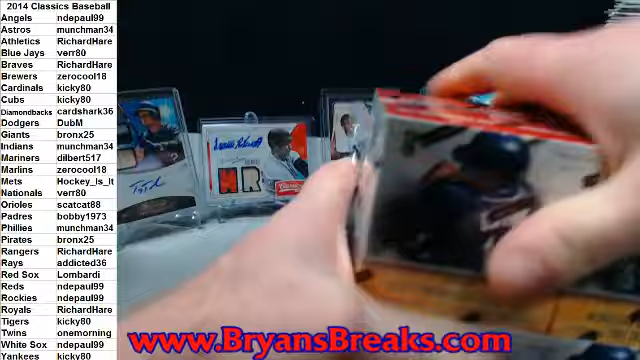 2014 Classics Baseball
Angels ndepaul99
Astros munchman34
Athletics RichardHare
Blue Jays verr80
Braves RichardHare
Brewers zerocool18
Cardinals kicky80
Cubs kicky80
Diamondbacks cardshark36
Dodgers DubM
Giants bronx25
Indians munchman34
Mariners dilbert517
Marlins zerocool18
Mets Hockey_Is_It
Nationals verr80
Orioles scatcat88
Padres bobby1973
Phillies munchman34
Pirates bronx25
Rangers RichardHare
Rays addicted36
Red Sox Lombardi
Reds ndepaul99
Rockies ndepaul99
Royals RichardHare
Tigers kicky80
Twins onemorning
White Sox ndepaul99
Yankees kicky80
HR
Classics
www.BryansBreaks.com